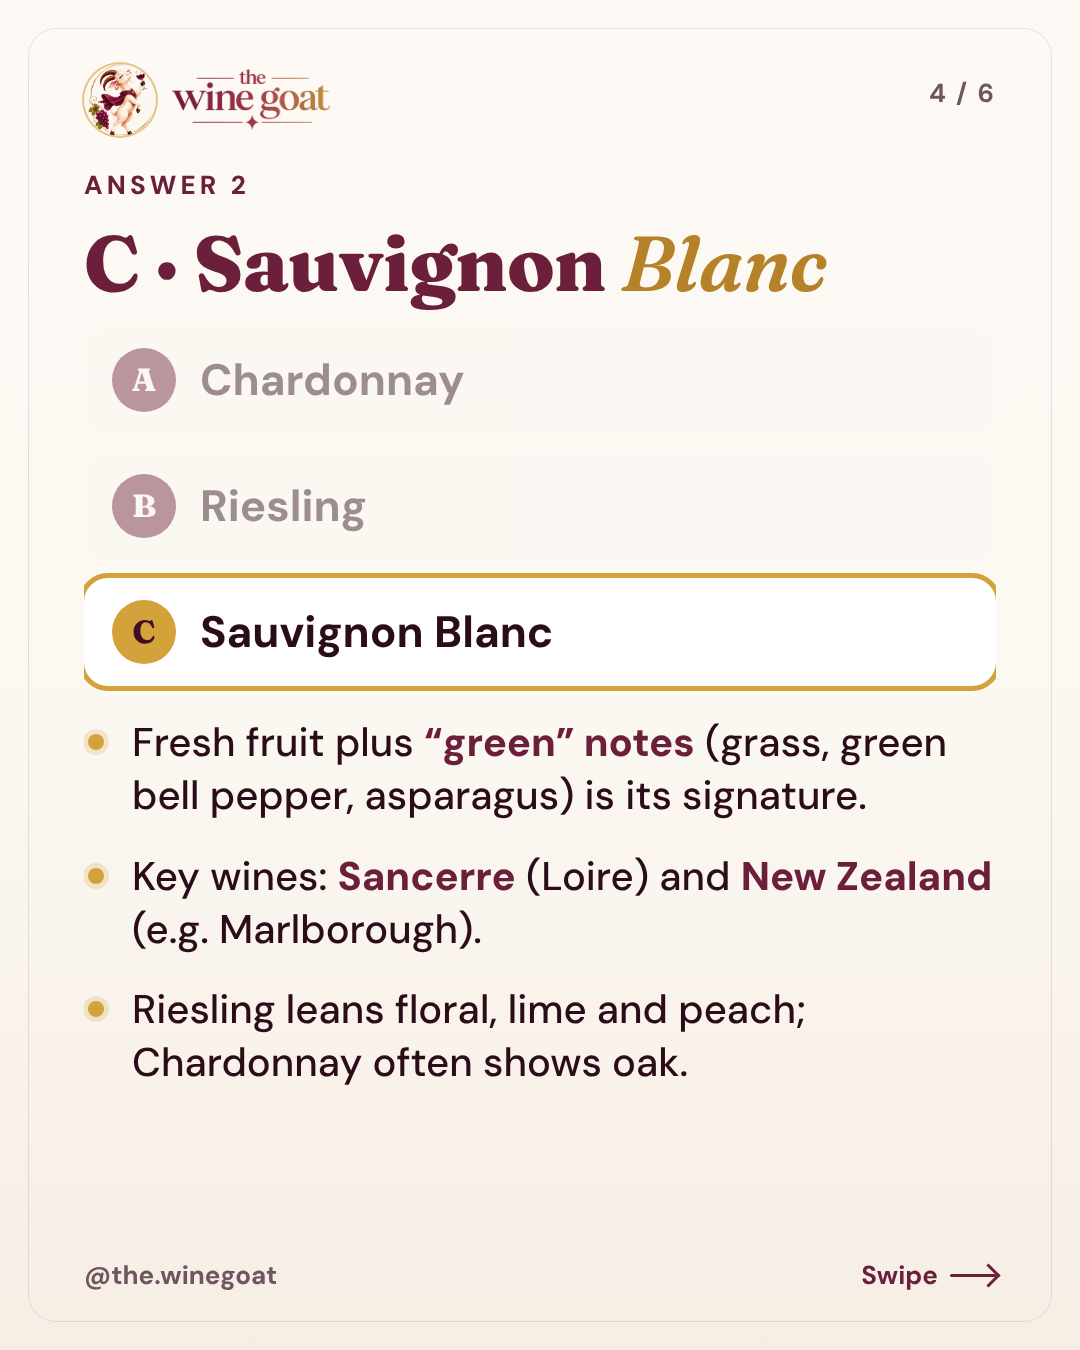 the
wine goat
4 / 6
ANSWER 2
C · Sauvignon Blanc
A Chardonnay
B Riesling
C Sauvignon Blanc
Fresh fruit plus “green” notes (grass, green
bell pepper, asparagus) is its signature.
Key wines: Sancerre (Loire) and New Zealand
(e.g. Marlborough).
Riesling leans floral, lime and peach;
Chardonnay often shows oak.
@the.winegoat
Swipe